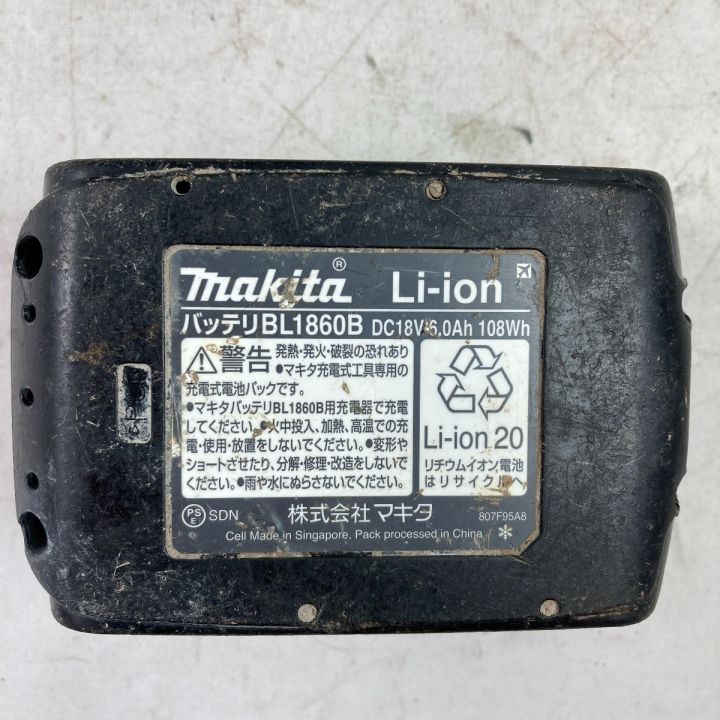 makita® Li-ion
バッテリBL1860B DC18V 6.0Ah 108Wh
警告 発熱・発火・破裂の恐れあり
•マキタ充電式工具専用の
充電式電池パックです。
•マキタバッテリBL1860B用充電器で充電
してください。•火中投入、加熱、高温での充
電・使用・放置をしないでください。•変形や
ショートさせたり、分解・修理・改造をしないで
ください。•雨や水にぬらさないでください。
Li-ion 20
リチウムイオン電池
はリサイクルへ
PSE SDN 株式会社マキタ 807F95A8
Cell Made in Singapore, Pack processed in China